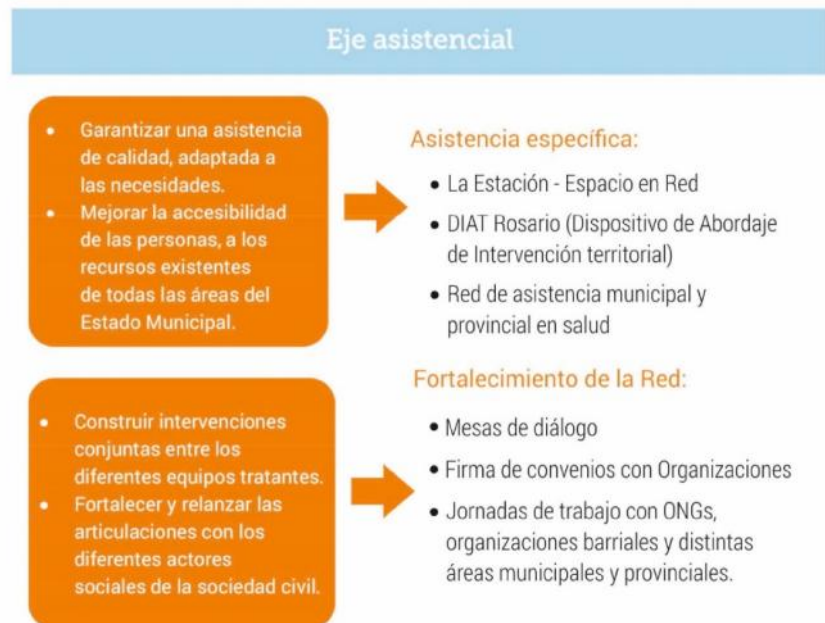 Eje asistencial
• Garantizar una asistencia
de calidad, adaptada a
las necesidades.
• Mejorar la accesibilidad
de las personas, a los
recursos existentes
de todas las áreas del
Estado Municipal.
Asistencia específica:
• La Estación - Espacio en Red
• DIAT Rosario (Dispositivo de Abordaje
de Intervención territorial)
• Red de asistencia municipal y
provincial en salud
• Construir intervenciones
conjuntas entre los
diferentes equipos tratantes.
• Fortalecer y relanzar las
articulaciones con los
diferentes actores
sociales de la sociedad civil.
Fortalecimiento de la Red:
• Mesas de diálogo
• Firma de convenios con Organizaciones
• Jornadas de trabajo con ONGs,
organizaciones barriales y distintas
áreas municipales y provinciales.